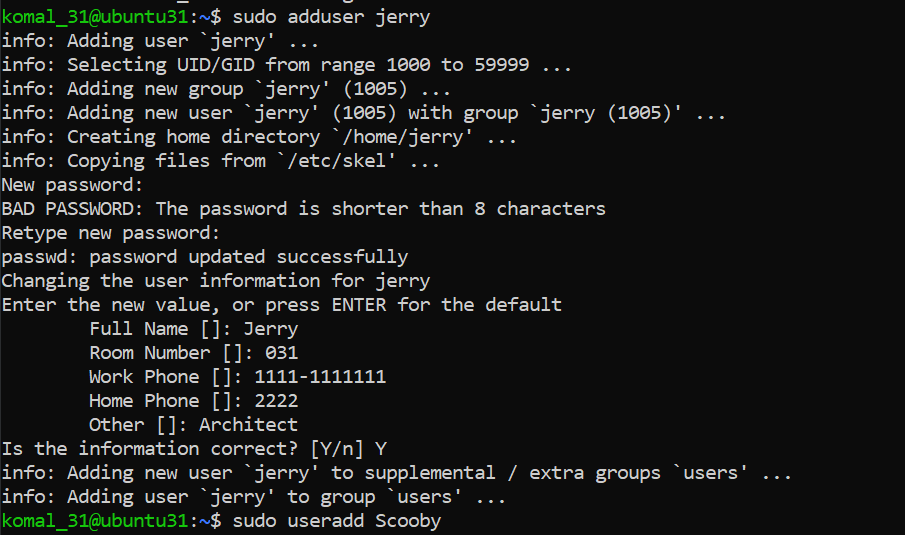 komal_31@ubuntu31:~$ sudo adduser jerry
info: Adding user `jerry' ...
info: Selecting UID/GID from range 1000 to 59999 ...
info: Adding new group `jerry' (1005) ...
info: Adding new user `jerry' (1005) with group `jerry (1005)' ...
info: Creating home directory `/home/jerry' ...
info: Copying files from `/etc/skel' ...
New password:
BAD PASSWORD: The password is shorter than 8 characters
Retype new password:
passwd: password updated successfully
Changing the user information for jerry
Enter the new value, or press ENTER for the default
        Full Name []: Jerry
        Room Number []: 031
        Work Phone []: 1111-1111111
        Home Phone []: 2222
        Other []: Architect
Is the information correct? [Y/n] Y
info: Adding new user `jerry' to supplemental / extra groups `users' ...
info: Adding user `jerry' to group `users' ...
komal_31@ubuntu31:~$ sudo useradd Scooby